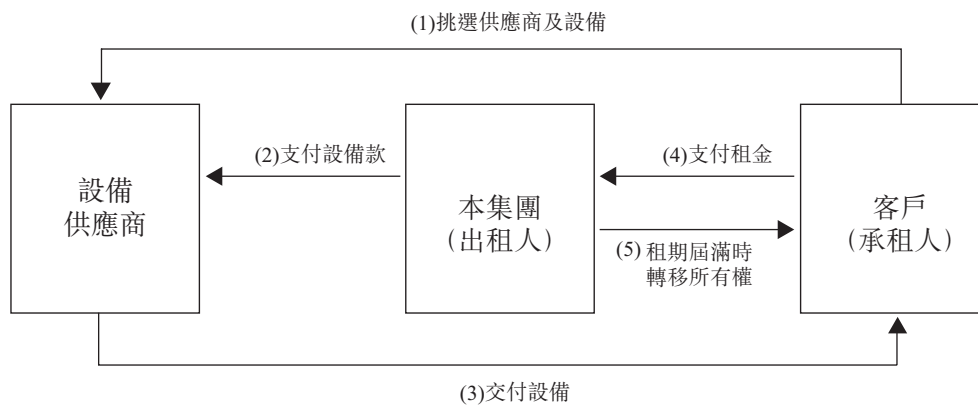 (1)挑選供應商及設備
(2)支付設備款
(4)支付租金
設備
供應商
本集團
(出租人)
客戶
(承租人)
(5) 租期屆滿時
轉移所有權
(3)交付設備